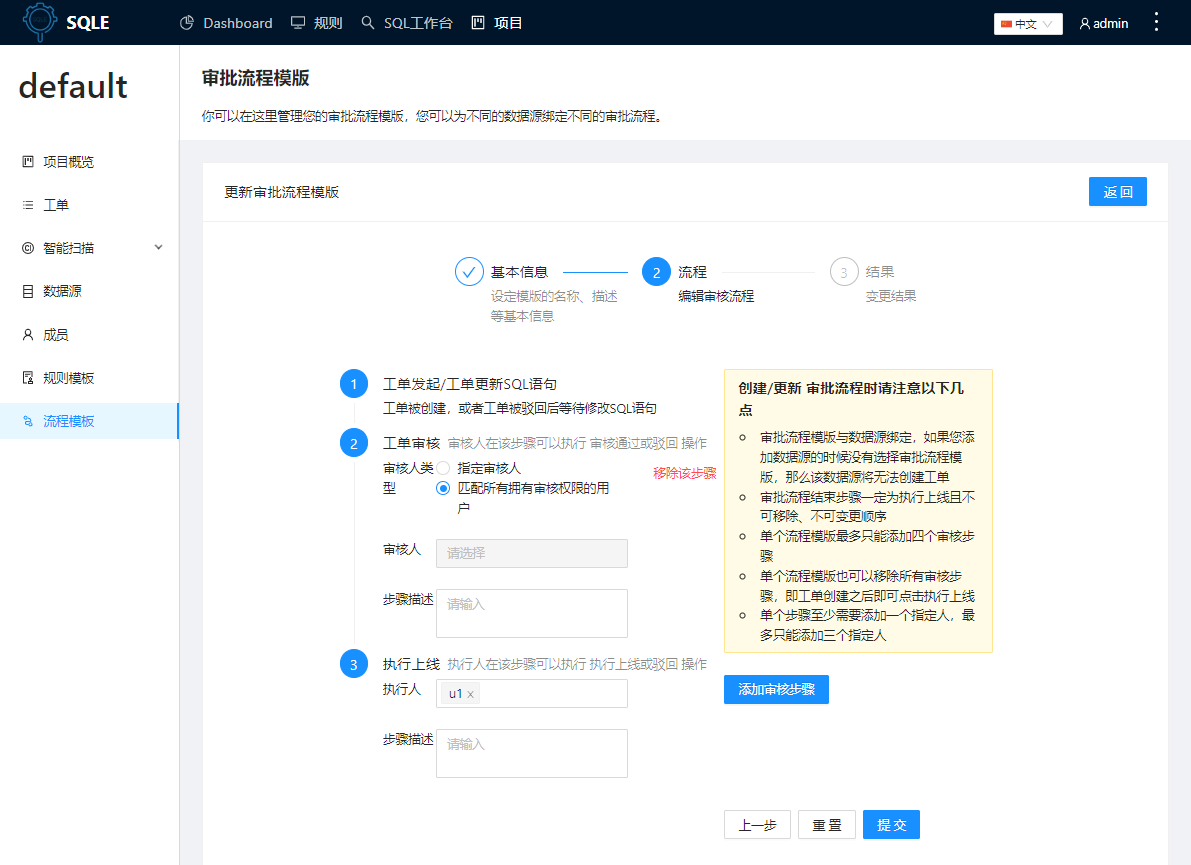 SQLE
Dashboard
规则
SQL工作台
项目
中文
admin
default
项目概览
工单
智能扫描
数据源
成员
规则模板
流程模板
审批流程模版
你可以在这里管理您的审批流程模版，您可以为不同的数据源绑定不同的审批流程。
更新审批流程模版
返 回
基本信息
设定模版的名称、描述
等基本信息
2
流程
编辑审核流程
3
结果
变更结果
1
工单发起/工单更新SQL语句
工单被创建，或者工单被驳回后等待修改SQL语句
2
工单审核 审核人在该步骤可以执行 审核通过或驳回 操作
审核人类
型
指定审核人
匹配所有拥有审核权限的用
户
移除该步骤
审核人
请选择
步骤描述
请输入
3
执行上线 执行人在该步骤可以执行 执行上线或驳回 操作
执行人
u1 x
步骤描述
请输入
创建/更新 审批流程时请注意以下几
点
审批流程模版与数据源绑定，如果您添
加数据源的时候没有选择审批流程模
版，那么该数据源将无法创建工单
审批流程结束步骤一定为执行上线且不
可移除、不可变更顺序
单个流程模版最多只能添加四个审核步
骤
单个流程模版也可以移除所有审核步
骤，即工单创建之后即可点击执行上线
单个步骤至少需要添加一个指定人，最
多只能添加三个指定人
添加审核步骤
上一步
重 置
提 交